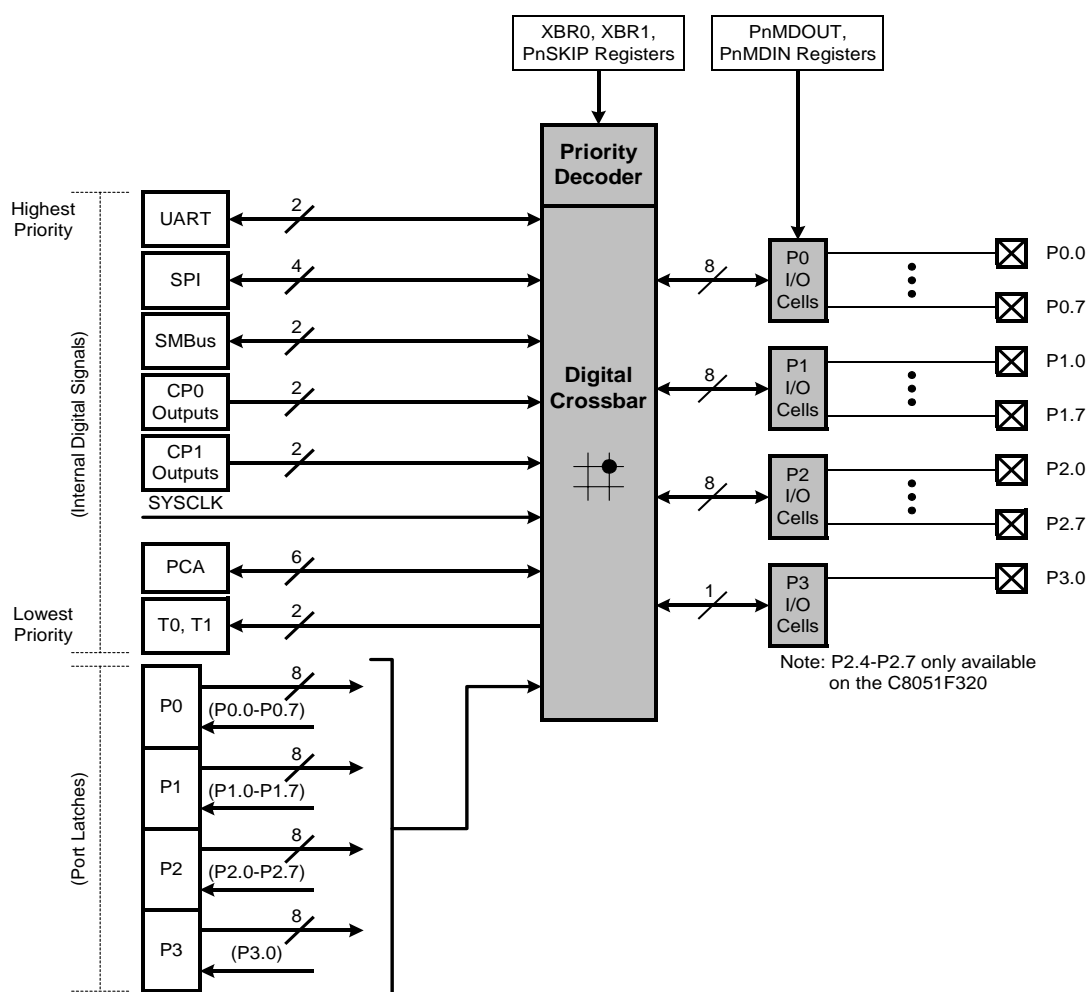 XBR0, XBR1,
PnSKIP Registers
PnMDOUT,
PnMDIN Registers
Priority
Decoder
Highest
Priority
UART
2
SPI
4
SMBus
2
CP0
Outputs
2
CP1
Outputs
2
SYSCLK
PCA
6
Lowest
Priority
T0, T1
2
(Internal Digital Signals)
Digital
Crossbar
8
P0
I/O
Cells
P0.0
P0.7
8
P1
I/O
Cells
P1.0
P1.7
8
P2
I/O
Cells
P2.0
P2.7
1
P3
I/O
Cells
P3.0
Note: P2.4-P2.7 only available
on the C8051F320
(Port Latches)
P0
8
(P0.0-P0.7)
P1
8
(P1.0-P1.7)
P2
8
(P2.0-P2.7)
P3
8
(P3.0)